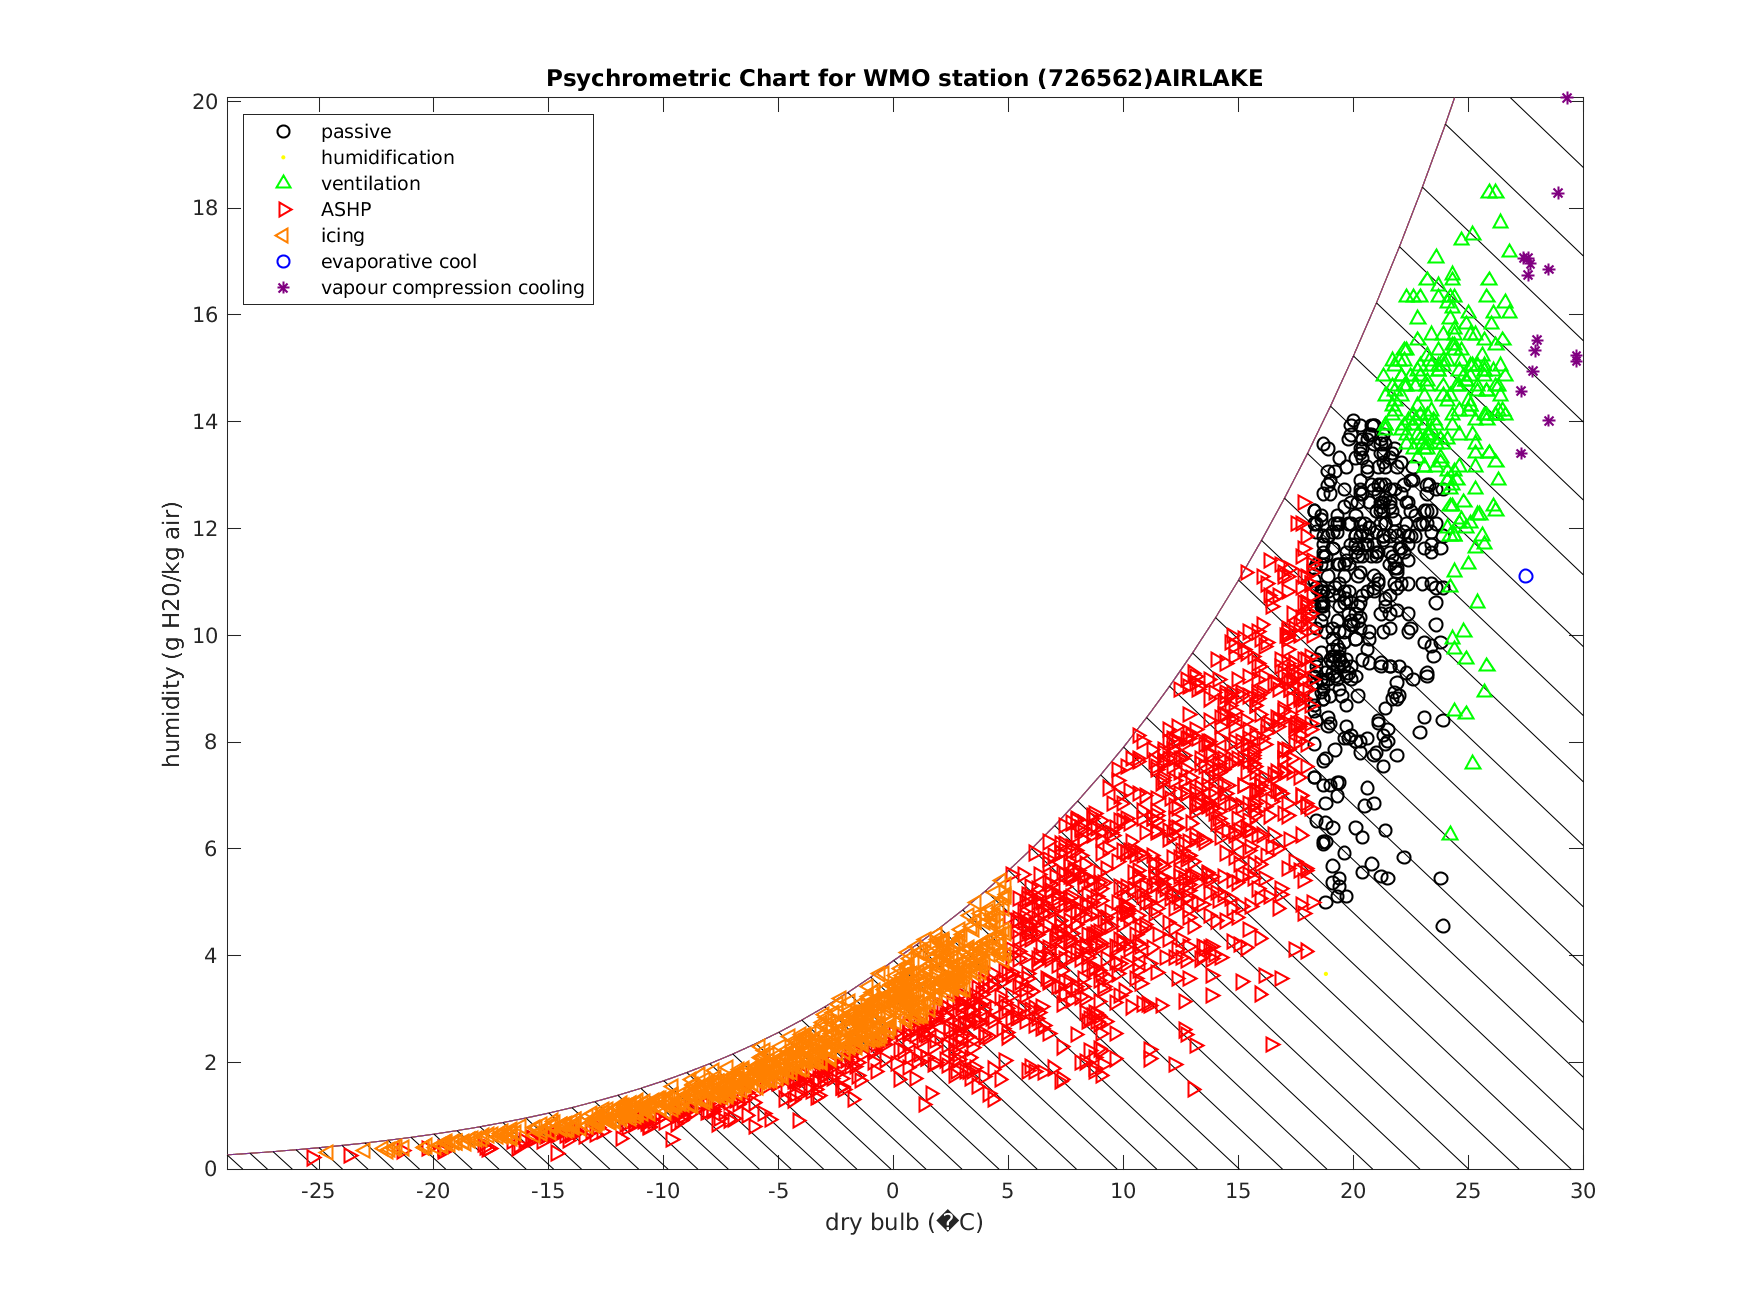 Psychrometric Chart for WMO station (726562)AIRLAKE
20
18
16
14
12
10
8
6
4
2
0
humidity (g H20/kg air)
passive
humidification
ventilation
ASHP
icing
evaporative cool
vapour compression cooling
-25 -20 -15 -10 -5 0 5 10 15 20 25 30
dry bulb (�C)